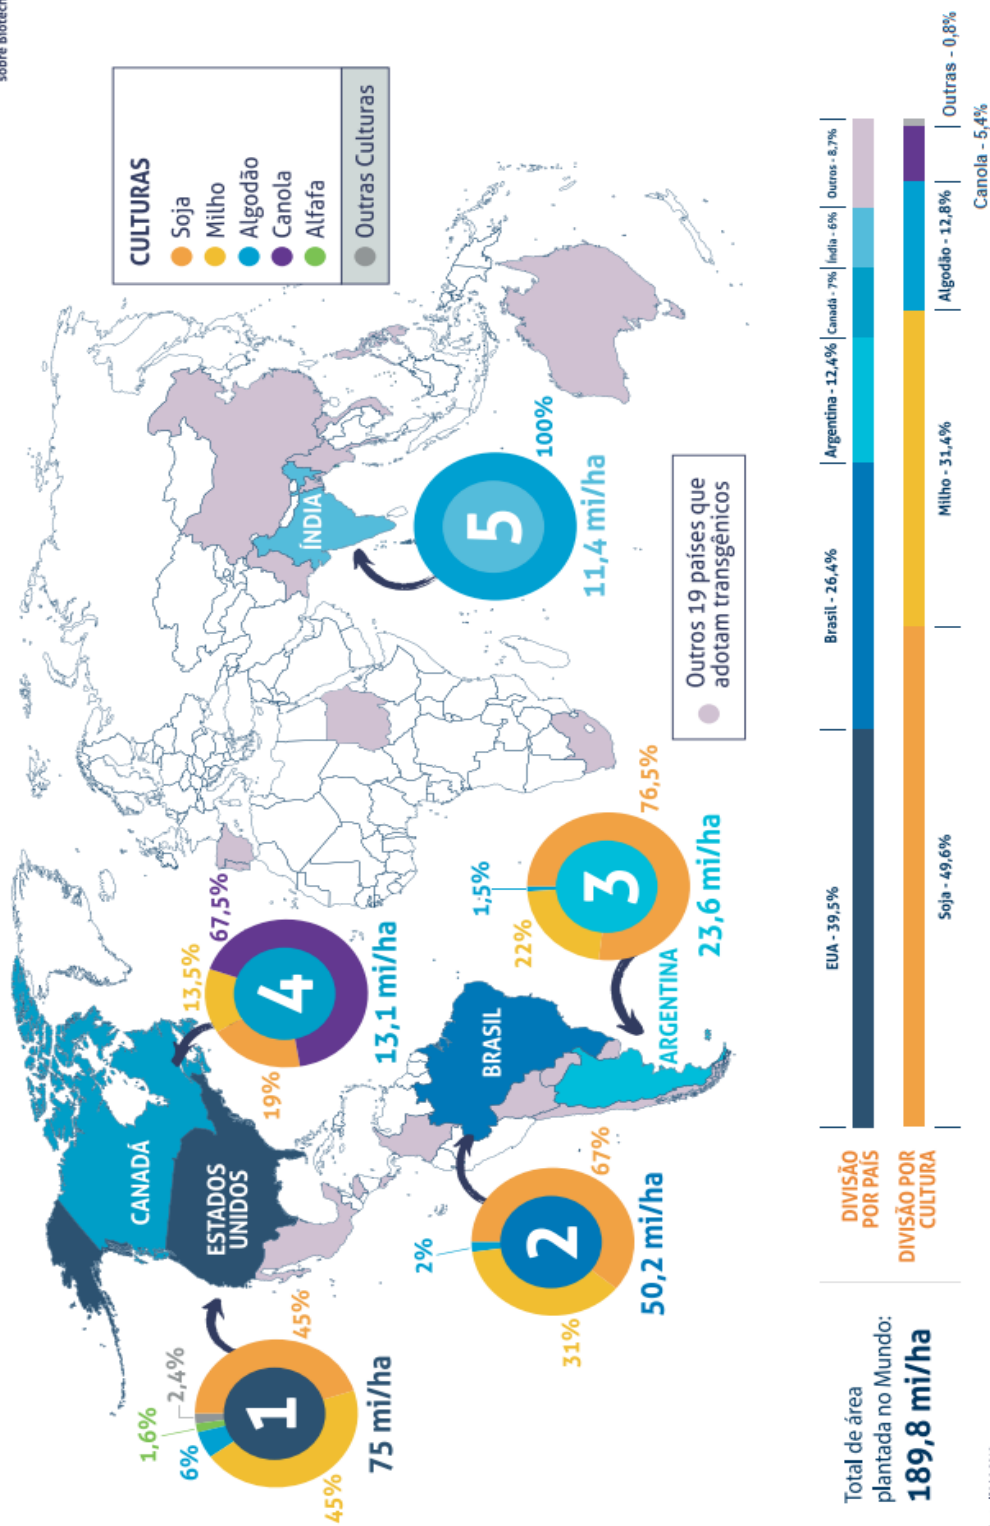 sobre Biotecn
CULTURAS
Soja
Milho
Algodão
Canola
Alfafa
Outras Culturas
CANADÁ
ESTADOS
UNIDOS
BRASIL
ARGENTINA
ÍNDIA
1
2,4%
1,6%
6%
45%
45%
75 mi/ha
2
2%
31%
67%
50,2 mi/ha
3
1,5%
22%
76,5%
23,6 mi/ha
4
13,5%
67,5%
19%
13,1 mi/ha
5
100%
11,4 mi/ha
Outros 19 países que
adotam transgênicos
Total de área
plantada no Mundo:
189,8 mi/ha
DIVISÃO
POR PAÍS
EUA - 39,5%
Brasil - 26,4%
Argentina - 12,4%
Canadá - 7%
Índia - 6%
Outros - 8,7%
DIVISÃO POR
CULTURA
Soja - 49,6%
Milho - 31,4%
Algodão - 12,8%
Canola - 5,4%
Outras - 0,8%